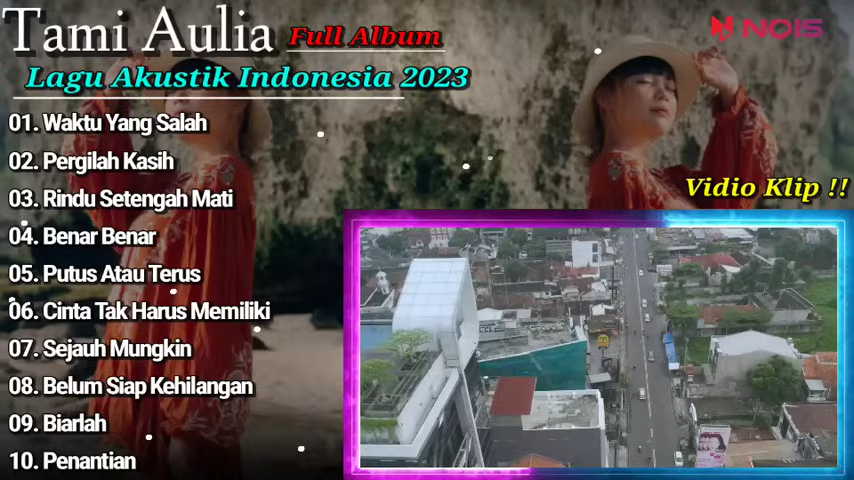 Tami Aulia Full Album
NOIS
Lagu Akustik Indonesia 2023
01. Waktu Yang Salah
02. Pergilah Kasih
03. Rindu Setengah Mati
Vidio Klip !!
04. Benar Benar
05. Putus Atau Terus
06. Cinta Tak Harus Memiliki
07. Sejauh Mungkin
08. Belum Siap Kehilangan
09. Biarlah
10. Penantian